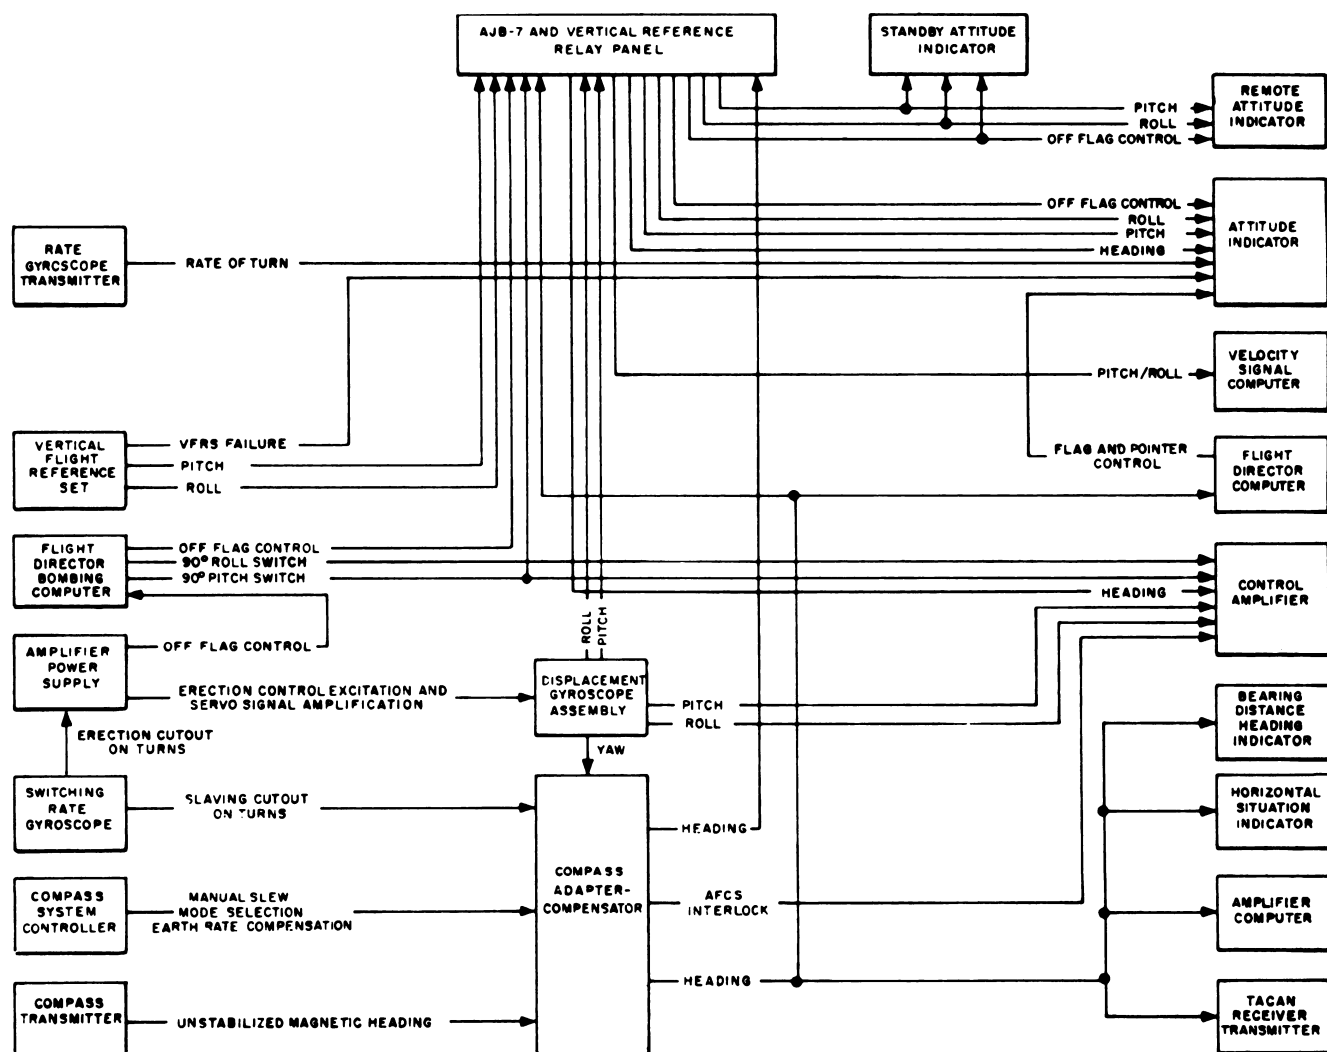 AJB-7 AND VERTICAL REFERENCE
RELAY PANEL
STANDBY ATTITUDE
INDICATOR
REMOTE
ATTITUDE
INDICATOR
PITCH
ROLL
OFF FLAG CONTROL
OFF FLAG CONTROL
ROLL
PITCH
HEADING
ATTITUDE
INDICATOR
RATE
GYRCSCOPE
TRANSMITTER
RATE OF TURN
PITCH/ROLL
VELOCITY
SIGNAL
COMPUTER
VERTICAL
FLIGHT
REFERENCE
SET
VFRS FAILURE
PITCH
ROLL
FLAG AND POINTER
CONTROL
FLIGHT
DIRECTOR
COMPUTER
FLIGHT
DIRECTOR
BOMBING
COMPUTER
OFF FLAG CONTROL
90° ROLL SWITCH
90° PITCH SWITCH
HEADING
CONTROL
AMPLIFIER
ROLL
PITCH
AMPLIFIER
POWER
SUPPLY
OFF FLAG CONTROL
ERECTION CONTROL EXCITATION AND
SERVO SIGNAL AMPLIFICATION
DISPLACEMENT
GYROSCOPE
ASSEMBLY
PITCH
ROLL
BEARING
DISTANCE
HEADING
INDICATOR
ERECTION CUTOUT
ON TURNS
YAW
SWITCHING
RATE
GYROSCOPE
SLAVING CUTOUT
ON TURNS
HEADING
HORIZONTAL
SITUATION
INDICATOR
COMPASS
ADAPTER-
COMPENSATOR
COMPASS
SYSTEM
CONTROLLER
MANUAL SLEW
MODE SELECTION
EARTH RATE COMPENSATION
AFCS
INTERLOCK
AMPLIFIER
COMPUTER
HEADING
COMPASS
TRANSMITTER
UNSTABILIZED MAGNETIC HEADING
TACAN
RECEIVER
TRANSMITTER